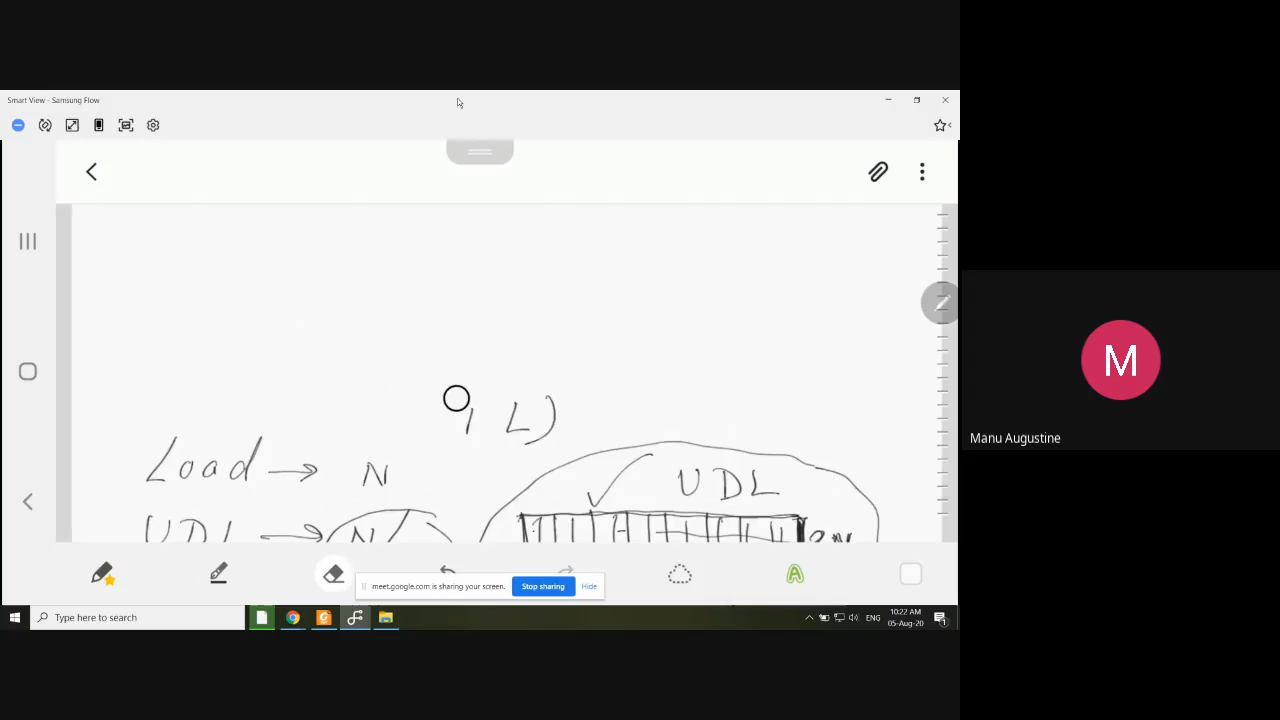 Smart View - Samsung Flow
L)
Load → N
UDL
UDL → N/
meet.google.com is sharing your screen. Stop sharing Hide
Type here to search
ENG
10:22 AM
05-Aug-20
1
M
Manu Augustine